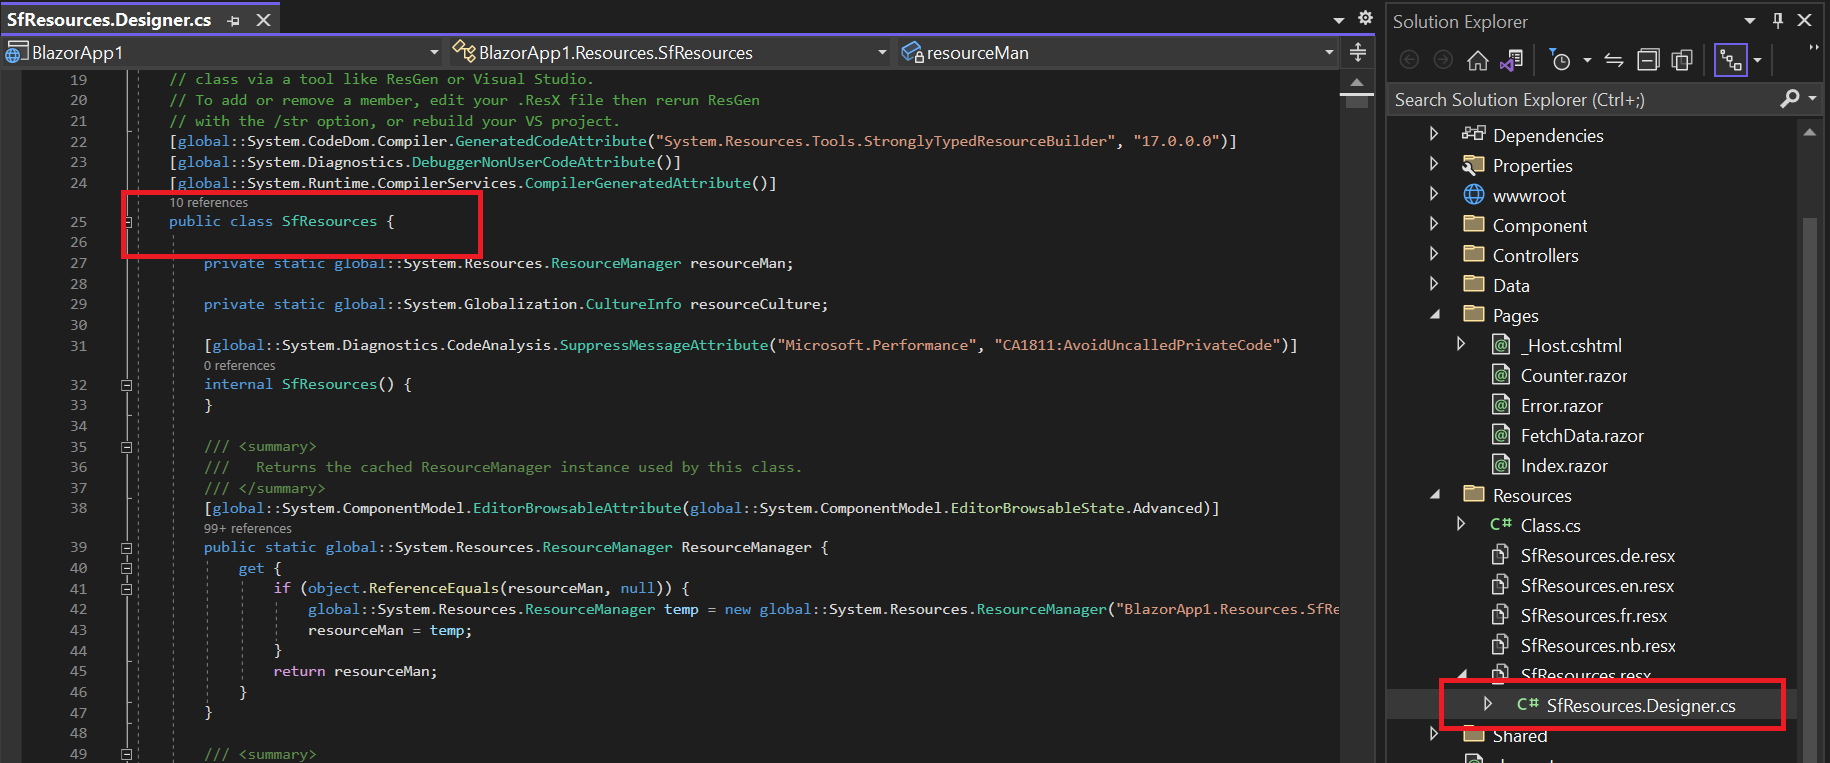 SfResources.Designer.cs
BlazorApp1
BlazorApp1.Resources.SfResources
resourceMan
19 // class via a tool like ResGen or Visual Studio.
20 // To add or remove a member, edit your .ResX file then rerun ResGen
21 // with the /str option, or rebuild your VS project.
22 [global::System.CodeDom.Compiler.GeneratedCodeAttribute("System.Resources.Tools.StronglyTypedResourceBuilder", "17.0.0.0")]
23 [global::System.Diagnostics.DebuggerNonUserCodeAttribute()]
24 [global::System.Runtime.CompilerServices.CompilerGeneratedAttribute()]
10 references
25 public class SfResources {
26
27 private static global::System.Resources.ResourceManager resourceMan;
28
29 private static global::System.Globalization.CultureInfo resourceCulture;
30
31 [global::System.Diagnostics.CodeAnalysis.SuppressMessageAttribute("Microsoft.Performance", "CA1811:AvoidUncalledPrivateCode")]
0 references
32 internal SfResources() {
33 }
34
35 /// <summary>
36 ///   Returns the cached ResourceManager instance used by this class.
37 /// </summary>
38 [global::System.ComponentModel.EditorBrowsableAttribute(global::System.ComponentModel.EditorBrowsableState.Advanced)]
99+ references
39 public static global::System.Resources.ResourceManager ResourceManager {
40 get {
41 if (object.ReferenceEquals(resourceMan, null)) {
42 global::System.Resources.ResourceManager temp = new global::System.Resources.ResourceManager("BlazorApp1.Resources.SfRe
43 resourceMan = temp;
44 }
45 return resourceMan;
46 }
47 }
48
49 /// <summary>
Solution Explorer
Search Solution Explorer (Ctrl+;)
Dependencies
Properties
wwwroot
Component
Controllers
Data
Pages
_Host.cshtml
Counter.razor
Error.razor
FetchData.razor
Index.razor
Resources
C# Class.cs
SfResources.de.resx
SfResources.en.resx
SfResources.fr.resx
SfResources.nb.resx
SfResources.resx
C# SfResources.Designer.cs
Shared